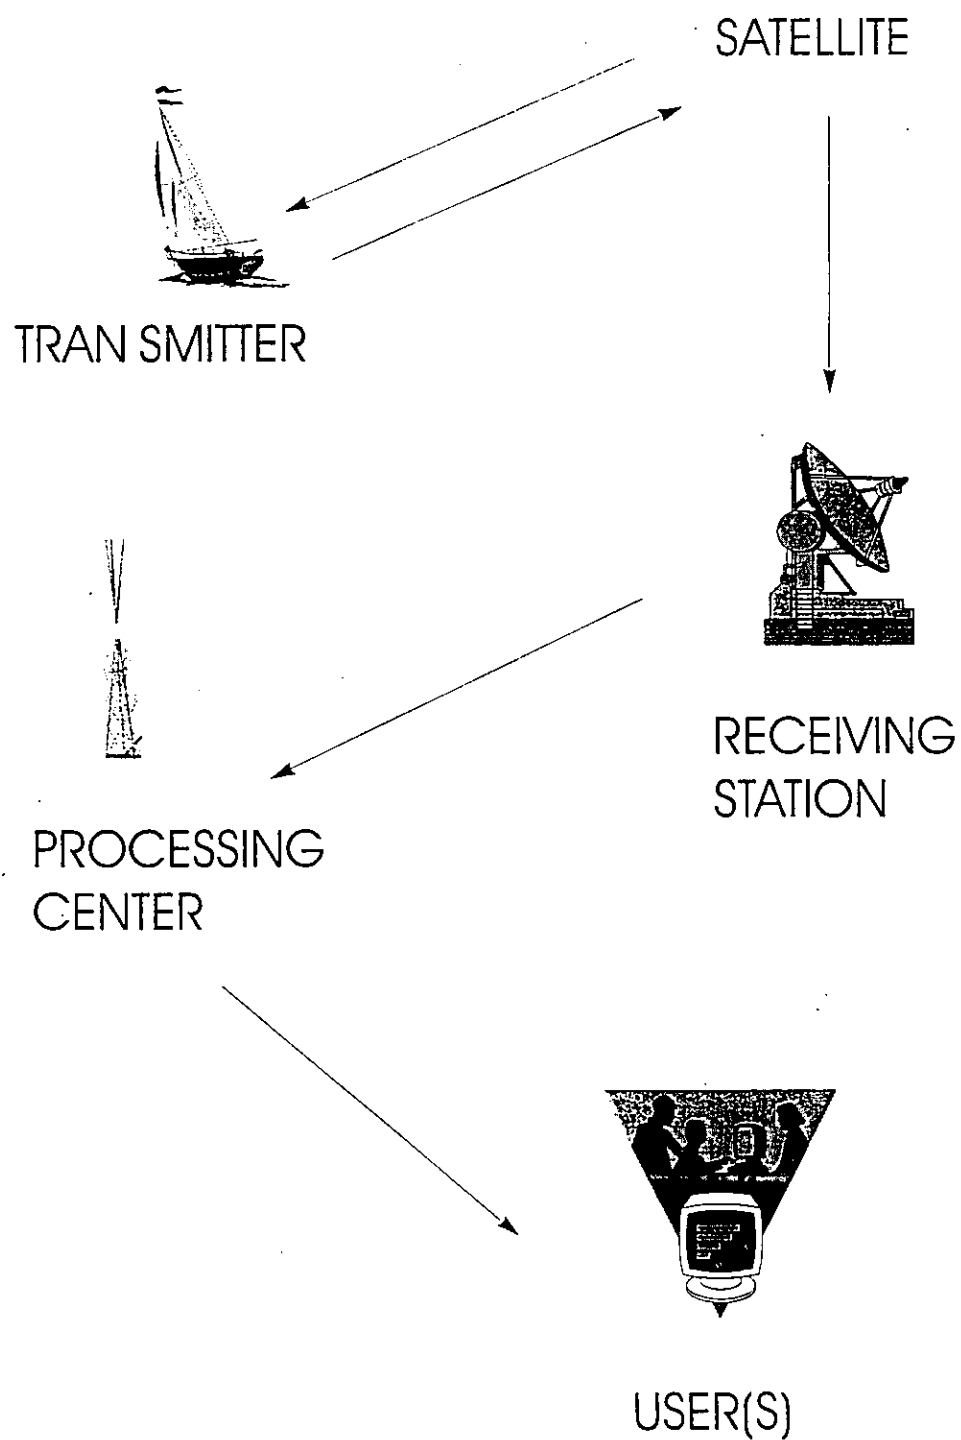 SATELLITE
TRAN SMITTER
RECEIVING
STATION
PROCESSING
CENTER
USER(S)